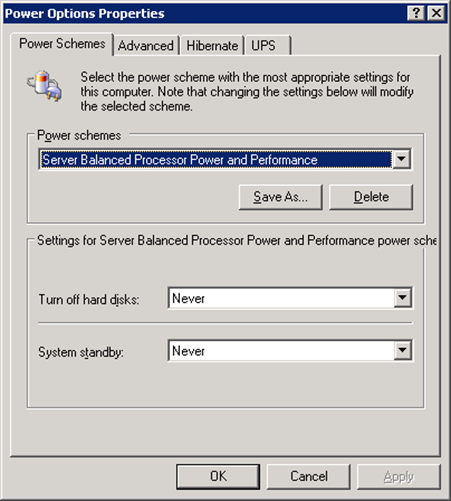 Power Options Properties
Power Schemes Advanced Hibernate UPS
Select the power scheme with the most appropriate settings for
this computer. Note that changing the settings below will modify
the selected scheme.
Power schemes
Server Balanced Processor Power and Performance
Save As... Delete
Settings for Server Balanced Processor Power and Performance power sche
Turn off hard disks: Never
System standby: Never
OK Cancel Apply